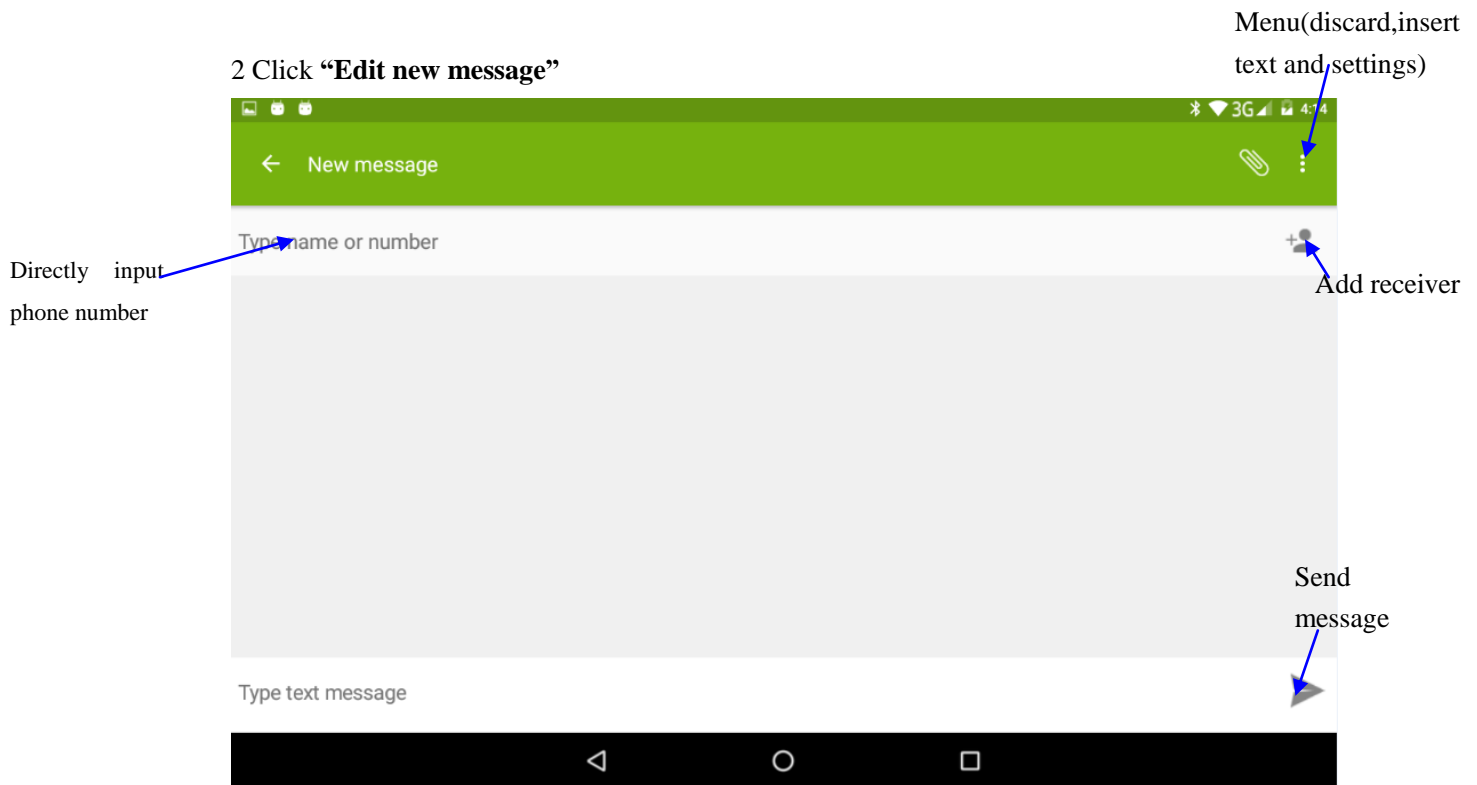 Menu(discard,insert
text and settings)
2 Click “Edit new message”
3G 4:14
New message
Type name or number
Directly input
phone number
Add receiver
Send
message
Type text message